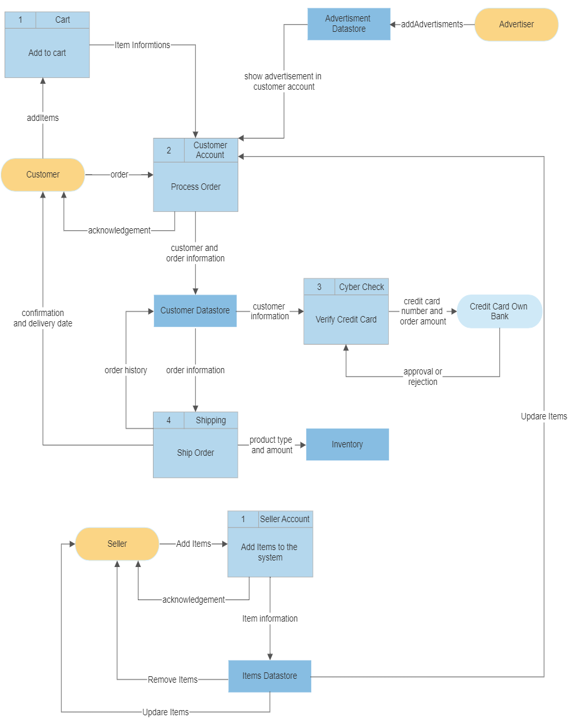 1 Cart
Add to cart
Item Informtions
Advertisment
Datastore
addAdvertisments
Advertiser
show advertisement in
customer account
addItems
2 Customer
Account
Process Order
Customer
order
acknowledgement
customer and
order information
confirmation
and delivery date
Customer Datastore
customer
information
3 Cyber Check
Verify Credit Card
credit card
number and
order amount
Credit Card Own
Bank
approval or
rejection
order history
order information
Updare Items
4 Shipping
Ship Order
product type
and amount
Inventory
Seller
Add Items
1 Seller Account
Add Items to the
system
acknowledgement
Item information
Remove Items
Items Datastore
Updare Items